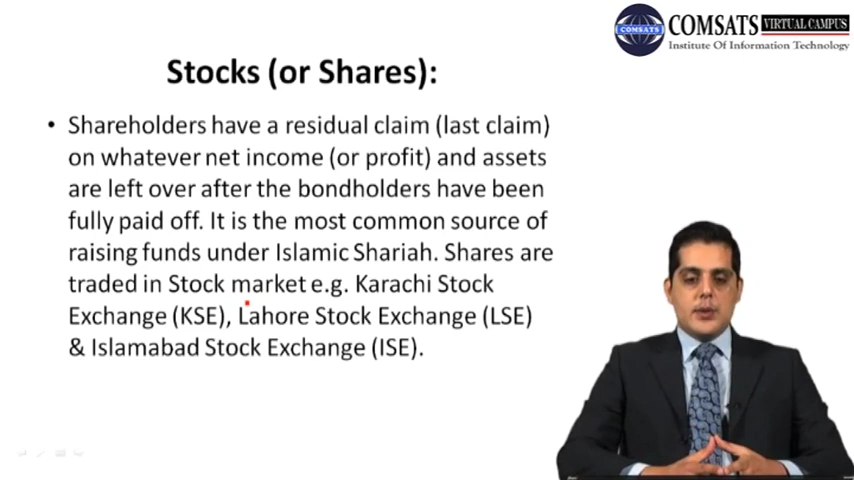 COMSATS
COMSATS VIRTUAL CAMPUS
Institute Of Information Technology
Stocks (or Shares):
• Shareholders have a residual claim (last claim)
on whatever net income (or profit) and assets
are left over after the bondholders have been
fully paid off. It is the most common source of
raising funds under Islamic Shariah. Shares are
traded in Stock market e.g. Karachi Stock
Exchange (KSE), Lahore Stock Exchange (LSE)
& Islamabad Stock Exchange (ISE).